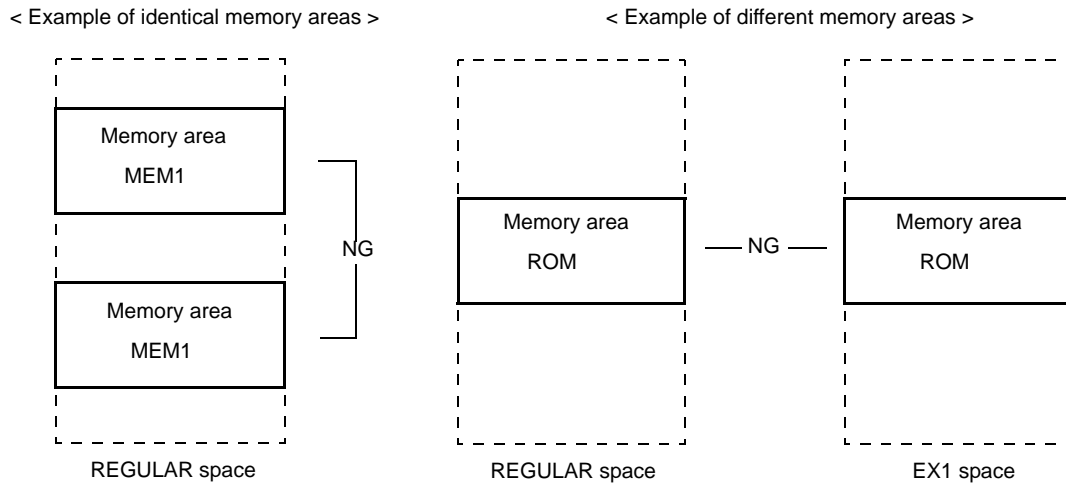 < Example of identical memory areas >
Memory area
MEM1
NG
Memory area
MEM1
REGULAR space
< Example of different memory areas >
Memory area
ROM
NG
Memory area
ROM
REGULAR space
EX1 space